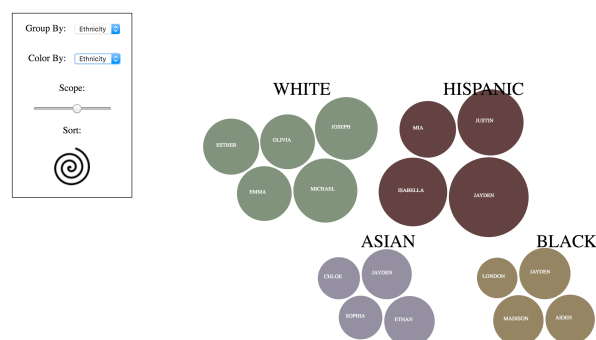 Group By: Ethnicity
Color By: Ethnicity
Scope:
Sort:
WHITE
HISPANIC
ESTHER
OLIVIA
JOSEPH
EMMA
MICHAEL
MIA
JUSTIN
ISABELLA
JAYDEN
ASIAN
BLACK
CHLOE
JAYDEN
SOPHIA
ETHAN
LONDON
JAYDEN
MADISON
AIDEN